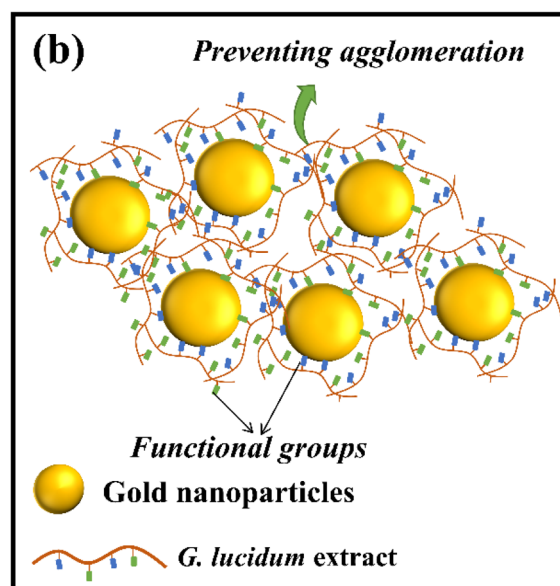 (b)
Preventing agglomeration
Functional groups
Gold nanoparticles
G. lucidum extract